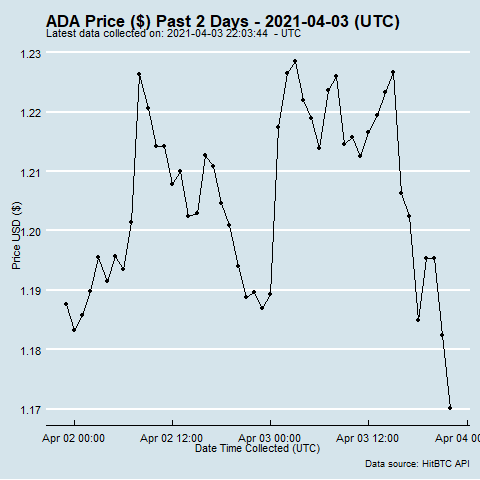 ADA Price ($) Past 2 Days - 2021-04-03 (UTC)
Latest data collected on: 2021-04-03 22:03:44 - UTC
1.23
1.22
1.21
1.20
1.19
1.18
1.17
Price USD ($)
Apr 02 00:00 Apr 02 12:00 Apr 03 00:00 Apr 03 12:00 Apr 04 0
Date Time Collected (UTC)
Data source: HitBTC API